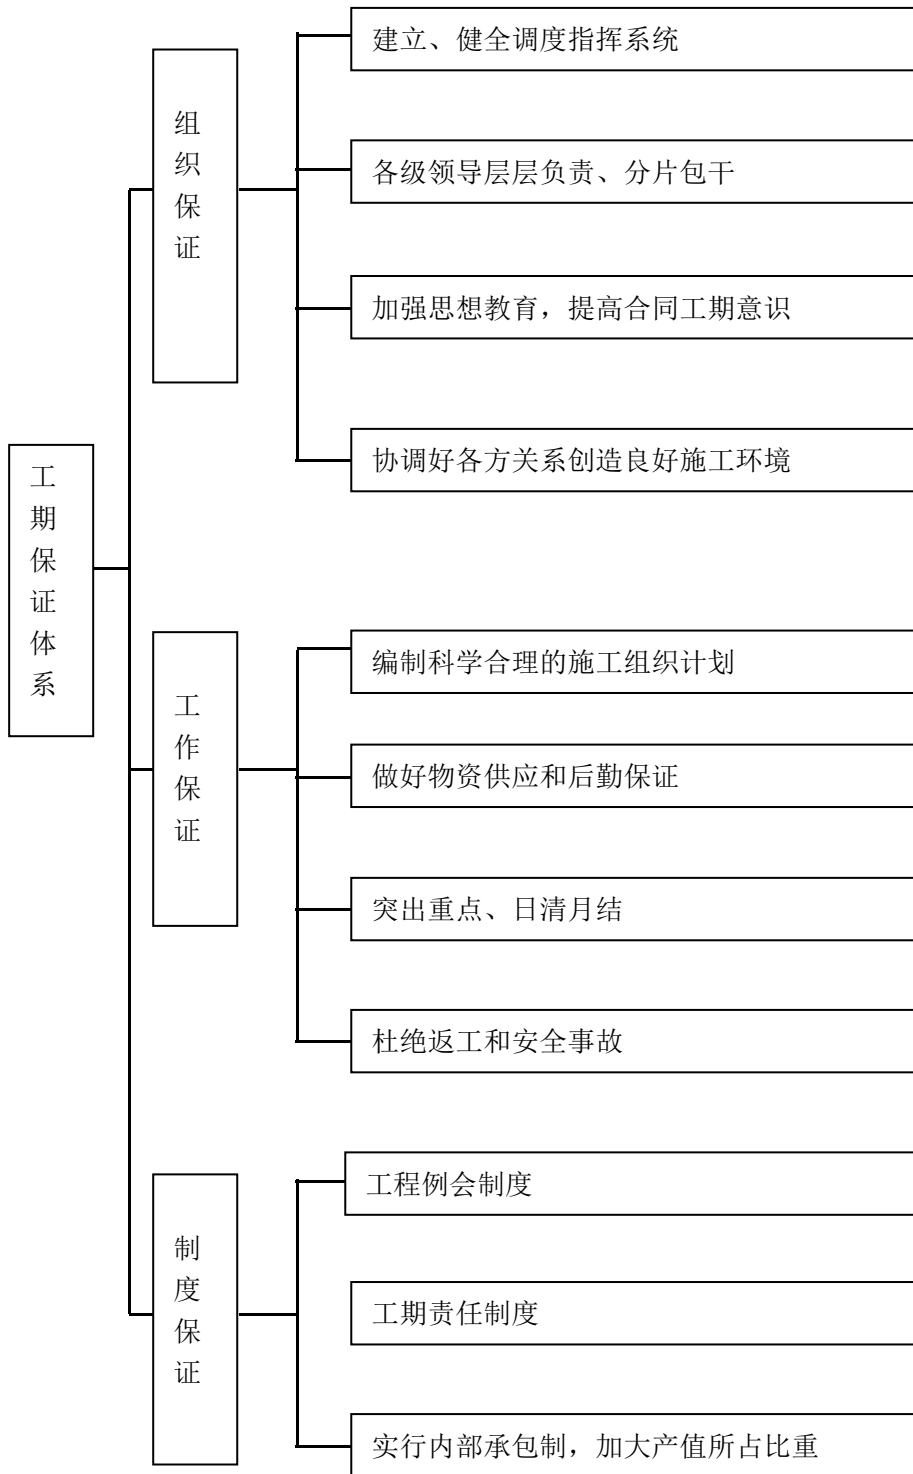 工期保证体系
组织保证
建立、健全调度指挥系统
各级领导层层负责、分片包干
加强思想教育，提高合同工期意识
协调好各方关系创造良好施工环境
工作保证
编制科学合理的施工组织计划
做好物资供应和后勤保证
突出重点、日清月结
杜绝返工和安全事故
制度保证
工程例会制度
工期责任制度
实行内部承包制，加大产值所占比重